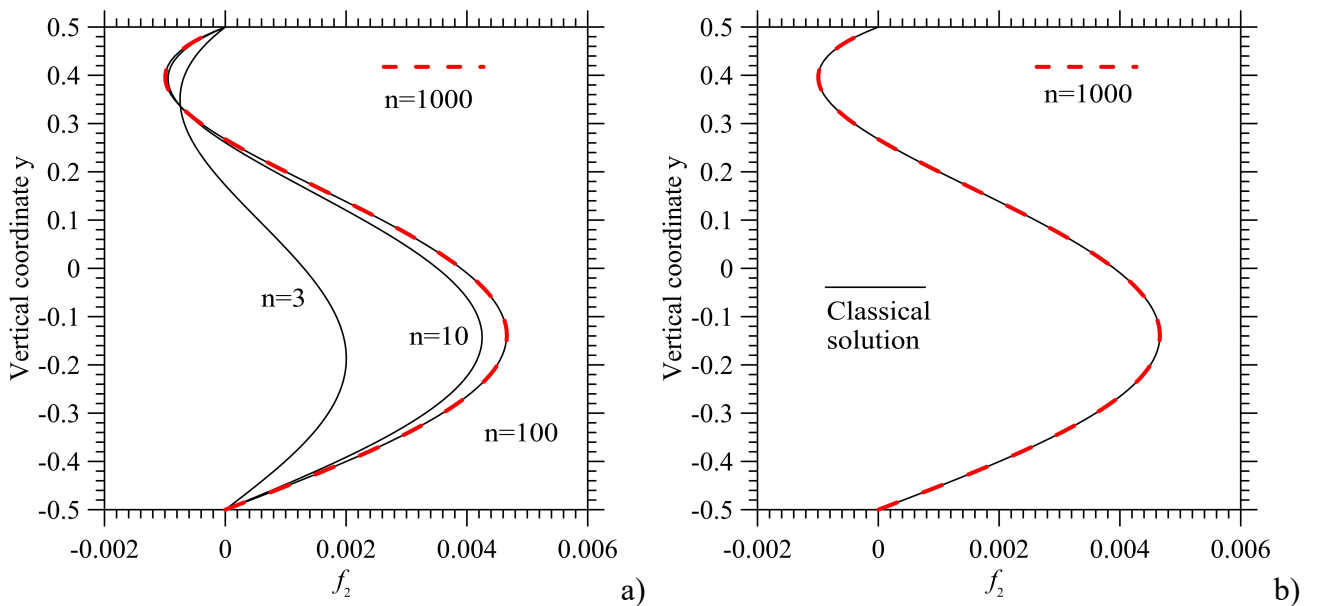 0.5
0.4
0.3
0.2
0.1
0
-0.1
-0.2
-0.3
-0.4
-0.5
Vertical coordinate y
n=1000
n=3
n=10
n=100
-0.002
0
0.002
0.004
0.006
f₂
a)
0.5
0.4
0.3
0.2
0.1
0
-0.1
-0.2
-0.3
-0.4
-0.5
Vertical coordinate y
n=1000
Classical
solution
-0.002
0
0.002
0.004
0.006
f₂
b)